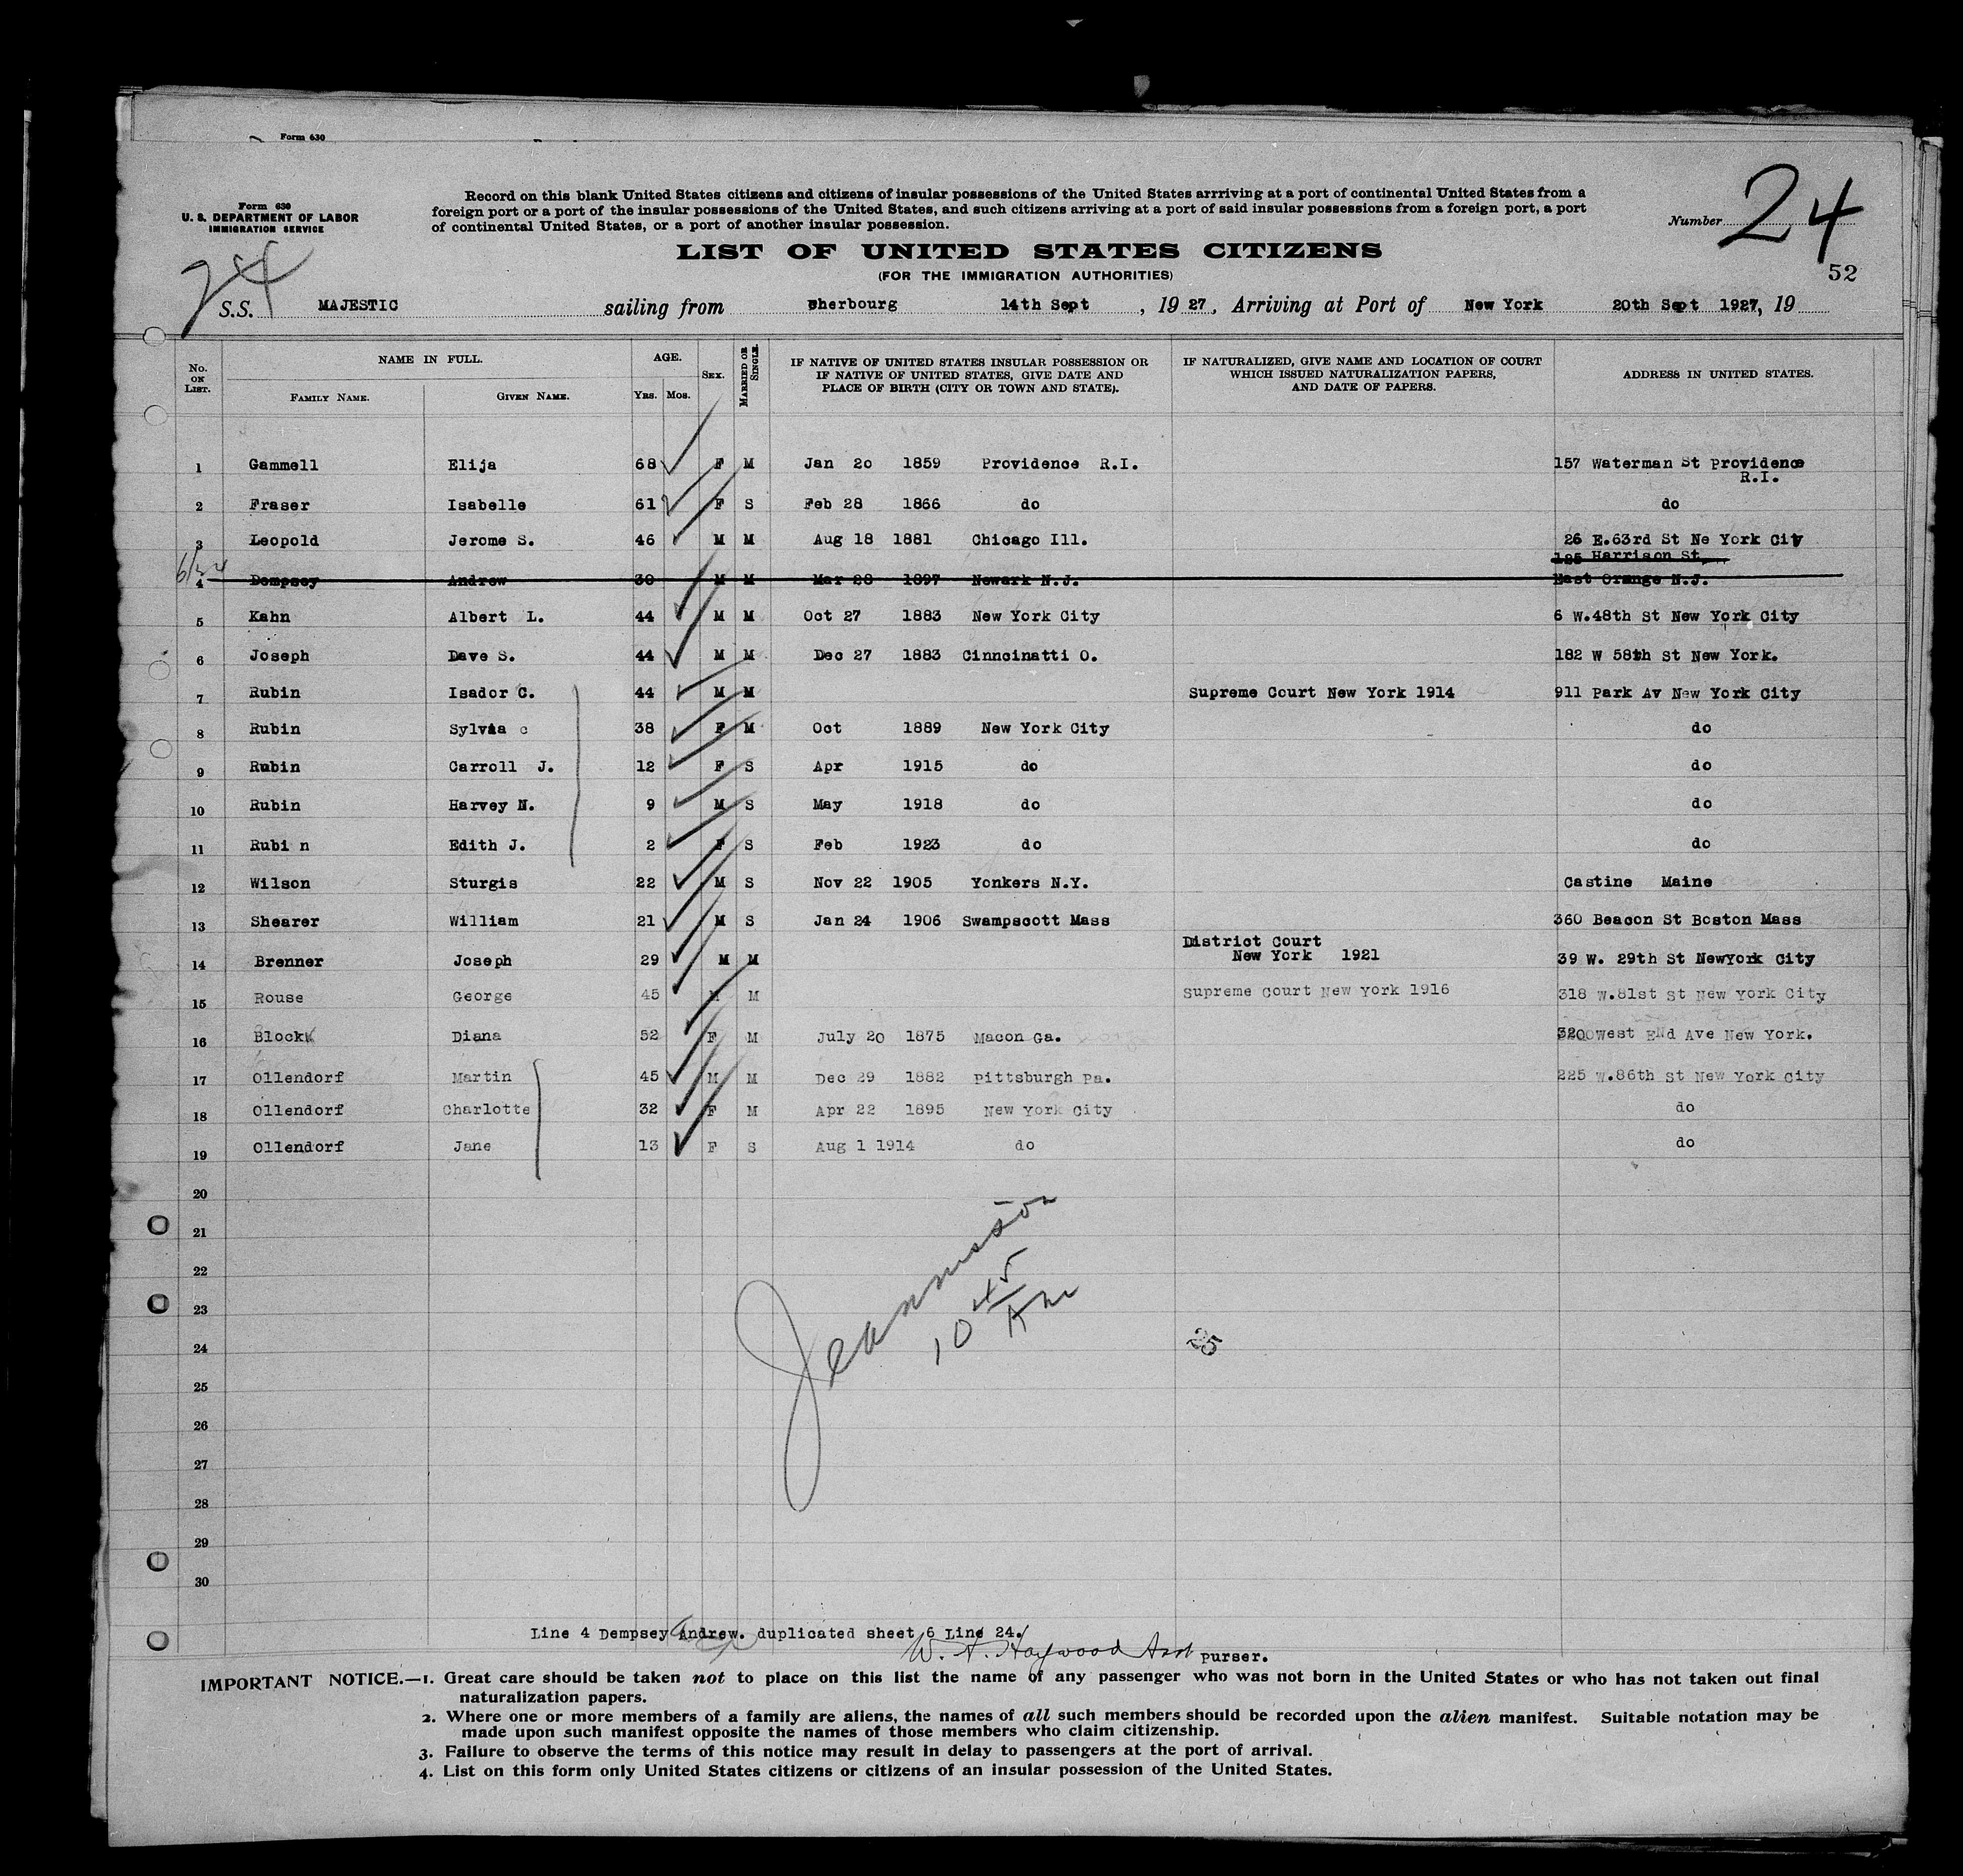 Form 630
Form 630
U. S. DEPARTMENT OF LABOR
IMMIGRATION SERVICE
Record on this blank United States citizens and citizens of insular possessions of the United States arrriving at a port of continental United States from a
foreign port or a port of the insular possessions of the United States, and such citizens arriving at a port of said insular possessions from a foreign port, a port
of continental United States, or a port of another insular possession.
Number 24
LIST OF UNITED STATES CITIZENS
(FOR THE IMMIGRATION AUTHORITIES)
24
52
S.S. MAJESTIC sailing from Cherbourg 14th Sept, 19 27, Arriving at Port of New York 20th Sept 1927, 19
No. ON LIST. NAME IN FULL. FAMILY NAME. GIVEN NAME. AGE. YRS. MOS. SEX. MARRIED OR SINGLE. IF NATIVE OF UNITED STATES INSULAR POSSESSION OR IF NATIVE OF UNITED STATES, GIVE DATE AND PLACE OF BIRTH (CITY OR TOWN AND STATE). IF NATURALIZED, GIVE NAME AND LOCATION OF COURT WHICH ISSUED NATURALIZATION PAPERS, AND DATE OF PAPERS. ADDRESS IN UNITED STATES.
1 Gammell Elija 68 F M Jan 20 1859 Providence R.I. 157 Waterman St Providence
R.I.
2 Fraser Isabelle 61 F S Feb 28 1866 do do
3 Leopold Jerome S. 46 M M Aug 18 1881 Chicago Ill. 26 E.63rd St Ne York City
125 Harrison St
4 Dempsey Andrew 30 M M Mar 28 1897 Newark N.J. East Orange N.J.
5 Kahn Albert L. 44 M M Oct 27 1883 New York City 6 W.48th St New York City
6 Joseph Dave S. 44 M M Dec 27 1883 Cinncinatti O. 182 W 58th St New York.
7 Rubin Isador C. 44 M M Supreme Court New York 1914 911 Park Av New York City
8 Rubin Sylvia c 38 F M Oct 1889 New York City do
9 Rubin Carroll J. 12 F S Apr 1915 do do
10 Rubin Harvey N. 9 M S May 1918 do do
11 Rubi n Edith J. 2 F S Feb 1923 do do
12 Wilson Sturgis 22 M S Nov 22 1905 Yonkers N.Y. Castine Maine
13 Shearer William 21 M S Jan 24 1906 Swampscott Mass 360 Beacon St Boston Mass
District Court
14 Brenner Joseph 29 M M New York 1921 39 W. 29th St NewYork City
15 Rouse George 45 M M Supreme Court New York 1916 318 W.81st St New York City
16 Block Diana 52 F M July 20 1875 Macon Ga. 320 West End Ave New York.
17 Ollendorf Martin 45 M M Dec 29 1882 Pittsburgh Pa. 225 W.86th St New York City
18 Ollendorf Charlotte 32 F M Apr 22 1895 New York City do
19 Ollendorf Jane 13 F S Aug 1 1914 do do
20
21
22
23
24
25
26
27
28
29
30
10 45 AM
25
Line 4 Dempsey Andrew. duplicated sheet 6 Line 24.
W. A. Haywood Asst purser.
IMPORTANT NOTICE.—1. Great care should be taken not to place on this list the name of any passenger who was not born in the United States or who has not taken out final
naturalization papers.
2. Where one or more members of a family are aliens, the names of all such members should be recorded upon the alien manifest. Suitable notation may be
made upon such manifest opposite the names of those members who claim citizenship.
3. Failure to observe the terms of this notice may result in delay to passengers at the port of arrival.
4. List on this form only United States citizens or citizens of an insular possession of the United States.